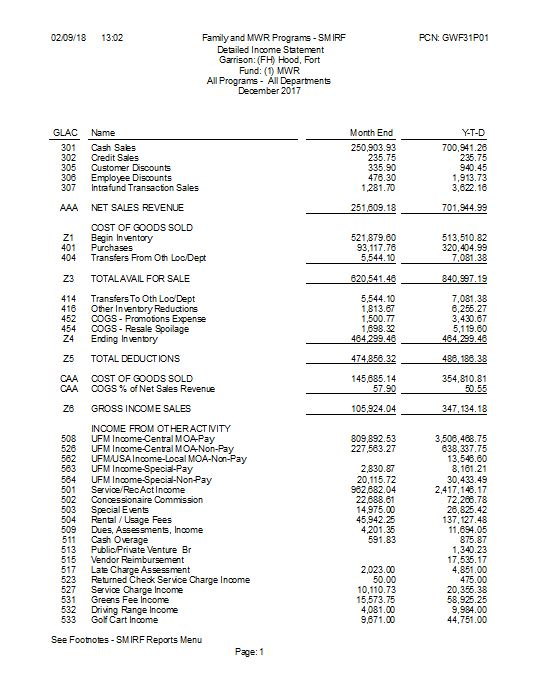 02/09/18 13:02 Family and MWR Programs - SMIRF PCN: GWF31P01
Detailed Income Statement
Garrison: (FH) Hood, Fort
Fund: (1) MWR
All Programs - All Departments
December 2017
GLAC Name Month End Y-T-D
301 Cash Sales 250,903.93 700,941.26
302 Credit Sales 235.75 235.75
305 Customer Discounts 335.90 940.45
306 Employee Discounts 476.30 1,913.73
307 Intrafund Transaction Sales 1,281.70 3,622.16
AAA NET SALES REVENUE 251,609.18 701,944.99
COST OF GOODS SOLD
Z1 Begin Inventory 521,879.60 513,510.82
401 Purchases 93,117.76 320,404.99
404 Transfers From Oth Loc/Dept 5,544.10 7,081.38
Z3 TOTAL AVAIL FOR SALE 620,541.46 840,997.19
414 Transfers To Oth Loc/Dept 5,544.10 7,081.38
416 Other Inventory Reductions 1,813.67 6,255.27
452 COGS - Promotions Expense 1,500.77 3,430.67
454 COGS - Resale Spoilage 1,698.32 5,119.60
Z4 Ending Inventory 464,299.46 464,299.46
Z5 TOTAL DEDUCTIONS 474,856.32 486,186.38
CAA COST OF GOODS SOLD 145,685.14 354,810.81
CAA COGS % of Net Sales Revenue 57.90 50.55
Z6 GROSS INCOME SALES 105,924.04 347,134.18
INCOME FROM OTHER ACTIVITY
508 UFM Income-Central MOA-Pay 809,892.53 3,506,468.75
526 UFM Income-Central MOA-Non-Pay 227,563.27 638,337.75
562 UFM/USA Income-Local MOA-Non-Pay 13,546.60
563 UFM Income-Special-Pay 2,830.87 8,161.21
564 UFM Income-Special-Non-Pay 20,115.72 30,433.49
501 Service/Rec Act Income 962,682.04 2,417,146.17
502 Concessionaire Commission 22,688.61 72,266.78
503 Special Events 14,975.00 26,825.42
504 Rental / Usage Fees 45,942.25 137,127.48
509 Dues, Assessments, Income 4,201.35 11,694.05
511 Cash Overage 591.83 875.87
513 Public/Private Venture Br 1,340.23
515 Vendor Reimbursement 17,535.17
517 Late Charge Assessment 2,023.00 4,851.00
523 Returned Check Service Charge Income 50.00 475.00
527 Service Charge Income 10,110.73 20,355.38
531 Greens Fee Income 15,573.75 58,925.25
532 Driving Range Income 4,081.00 9,984.00
533 Golf Cart Income 9,671.00 44,751.00
See Footnotes - SMIRF Reports Menu
Page: 1